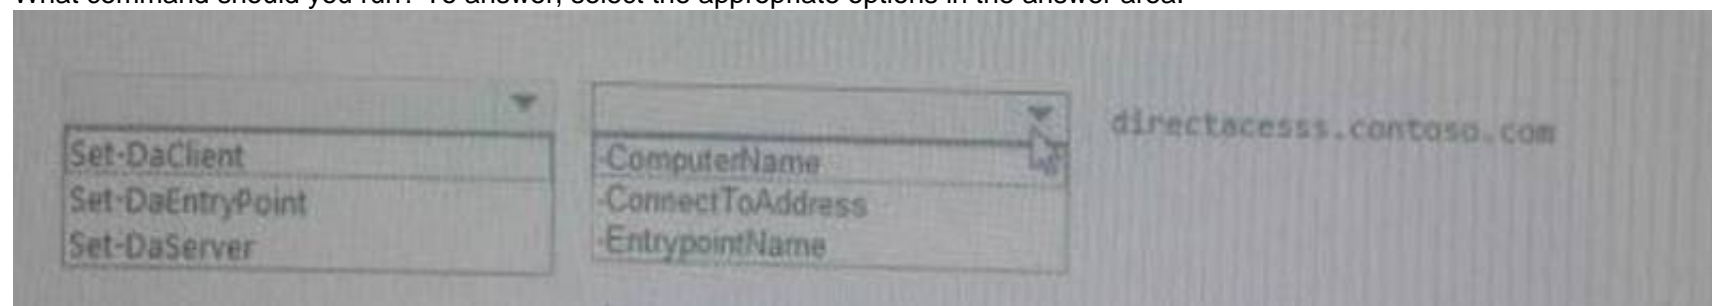 What command should you run? To answer, select the appropriate options in the answer area.
directacesss.contoso.com
Set-DaClient
Set-DaEntryPoint
Set-DaServer
-ComputerName
-ConnectToAddress
-EntrypointName